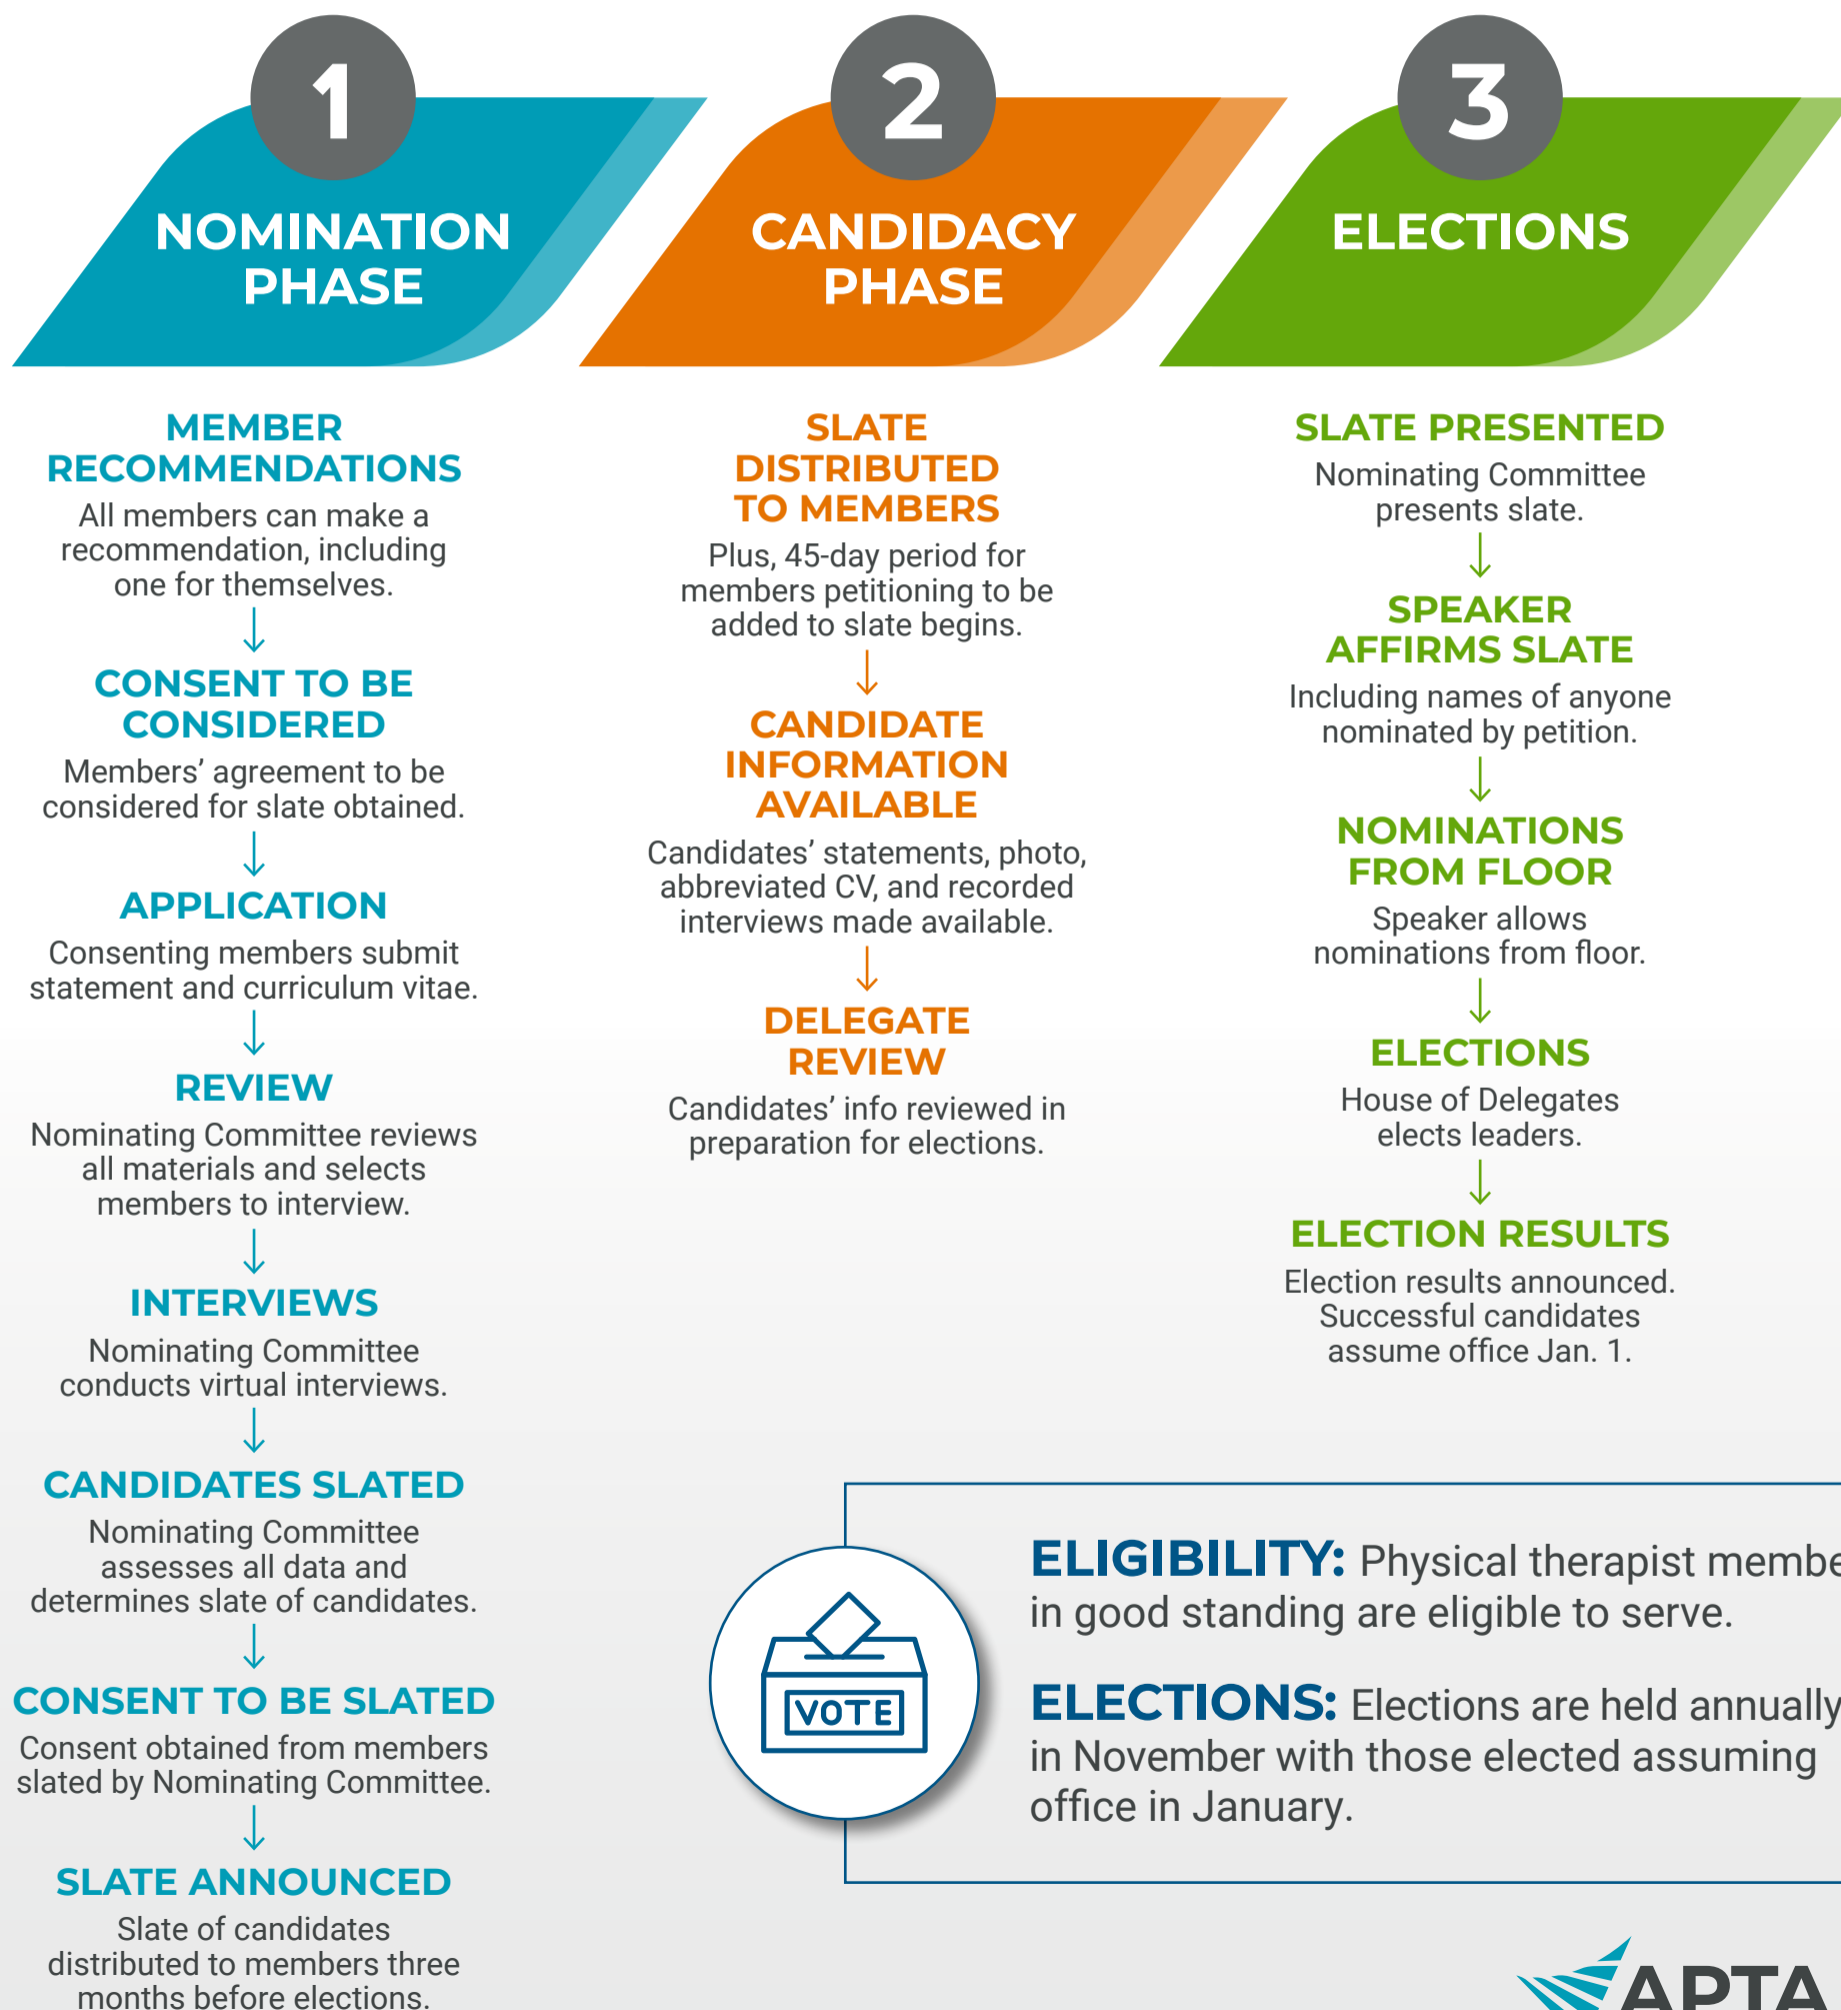 1
NOMINATION
PHASE
MEMBER
RECOMMENDATIONS
All members can make a
recommendation, including
one for themselves.
CONSENT TO BE
CONSIDERED
Members’ agreement to be
considered for slate obtained.
APPLICATION
Consenting members submit
statement and curriculum vitae.
REVIEW
Nominating Committee reviews
all materials and selects
members to interview.
INTERVIEWS
Nominating Committee
conducts virtual interviews.
CANDIDATES SLATED
Nominating Committee
assesses all data and
determines slate of candidates.
CONSENT TO BE SLATED
Consent obtained from members
slated by Nominating Committee.
SLATE ANNOUNCED
Slate of candidates
distributed to members three
months before elections.
2
CANDIDACY
PHASE
SLATE
DISTRIBUTED
TO MEMBERS
Plus, 45-day period for
members petitioning to be
added to slate begins.
CANDIDATE
INFORMATION
AVAILABLE
Candidates’ statements, photo,
abbreviated CV, and recorded
interviews made available.
DELEGATE
REVIEW
Candidates’ info reviewed in
preparation for elections.
3
ELECTIONS
SLATE PRESENTED
Nominating Committee
presents slate.
SPEAKER
AFFIRMS SLATE
Including names of anyone
nominated by petition.
NOMINATIONS
FROM FLOOR
Speaker allows
nominations from floor.
ELECTIONS
House of Delegates
elects leaders.
ELECTION RESULTS
Election results announced.
Successful candidates
assume office Jan. 1.
VOTE
ELIGIBILITY: Physical therapist
in good standing are eligible to serve.
ELECTIONS: Elections are held annually
in November with those elected assuming
office in January.
APTA